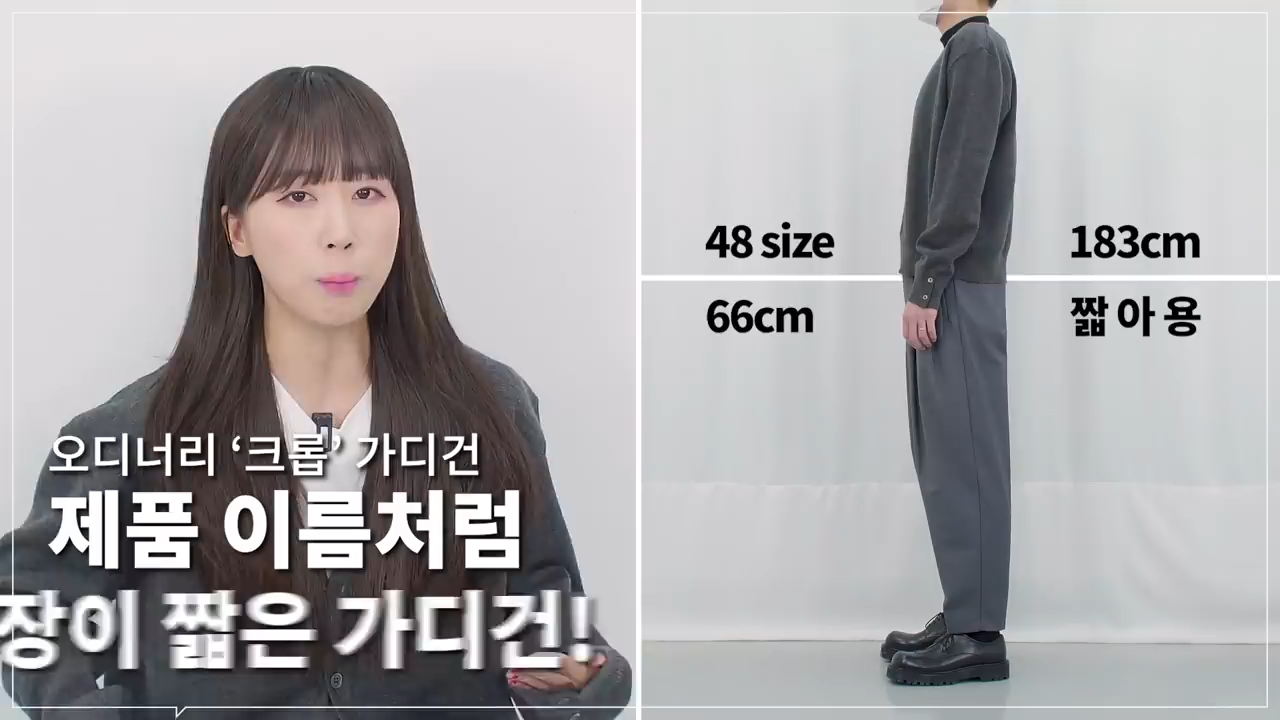 오디너리 ‘크롭’ 가디건
제품 이름처럼
장이 짧은 가디건!
48 size
183cm
66cm
짧 아 용